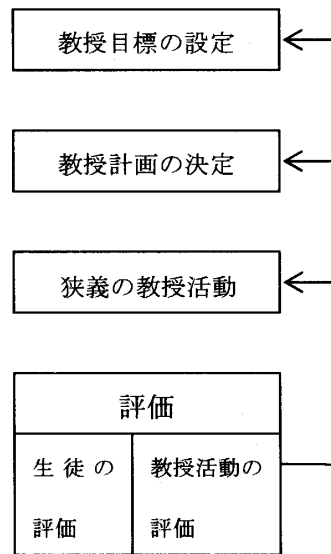 教授目標の設定
教授計画の決定
狭義の教授活動
評価
生徒の
評価
教授活動の
評価